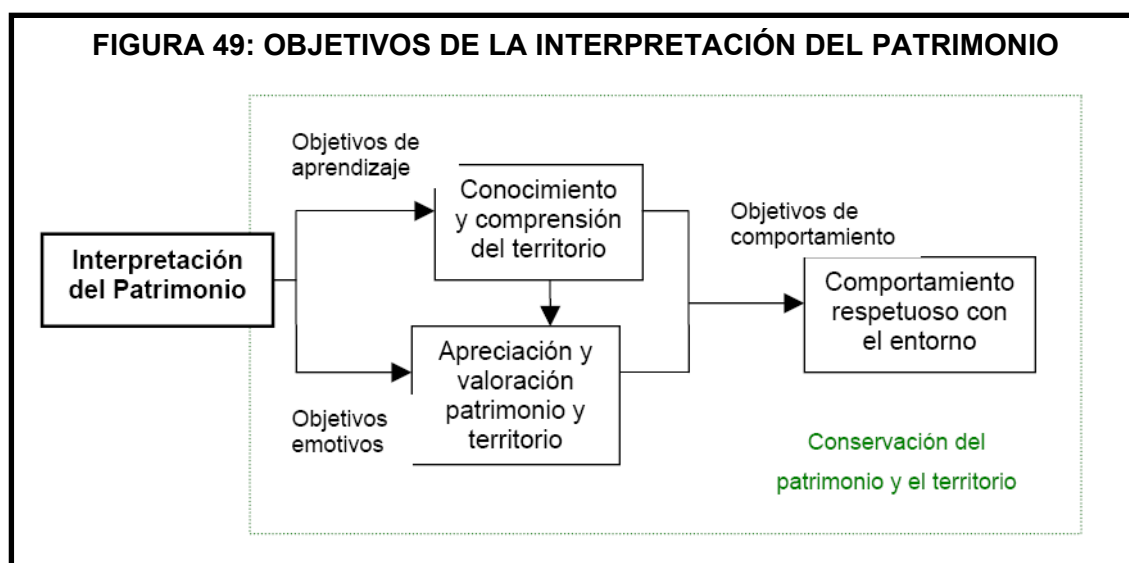 FIGURA 49: OBJETIVOS DE LA INTERPRETACIÓN DEL PATRIMONIO
Objetivos de
aprendizaje
Conocimiento
y comprensión
del territorio
Objetivos de
comportamiento
Interpretación
del Patrimonio
Comportamiento
respetuoso con
el entorno
Apreciación y
valoración
patrimonio y
territorio
Objetivos
emotivos
Conservación del
patrimonio y el territorio